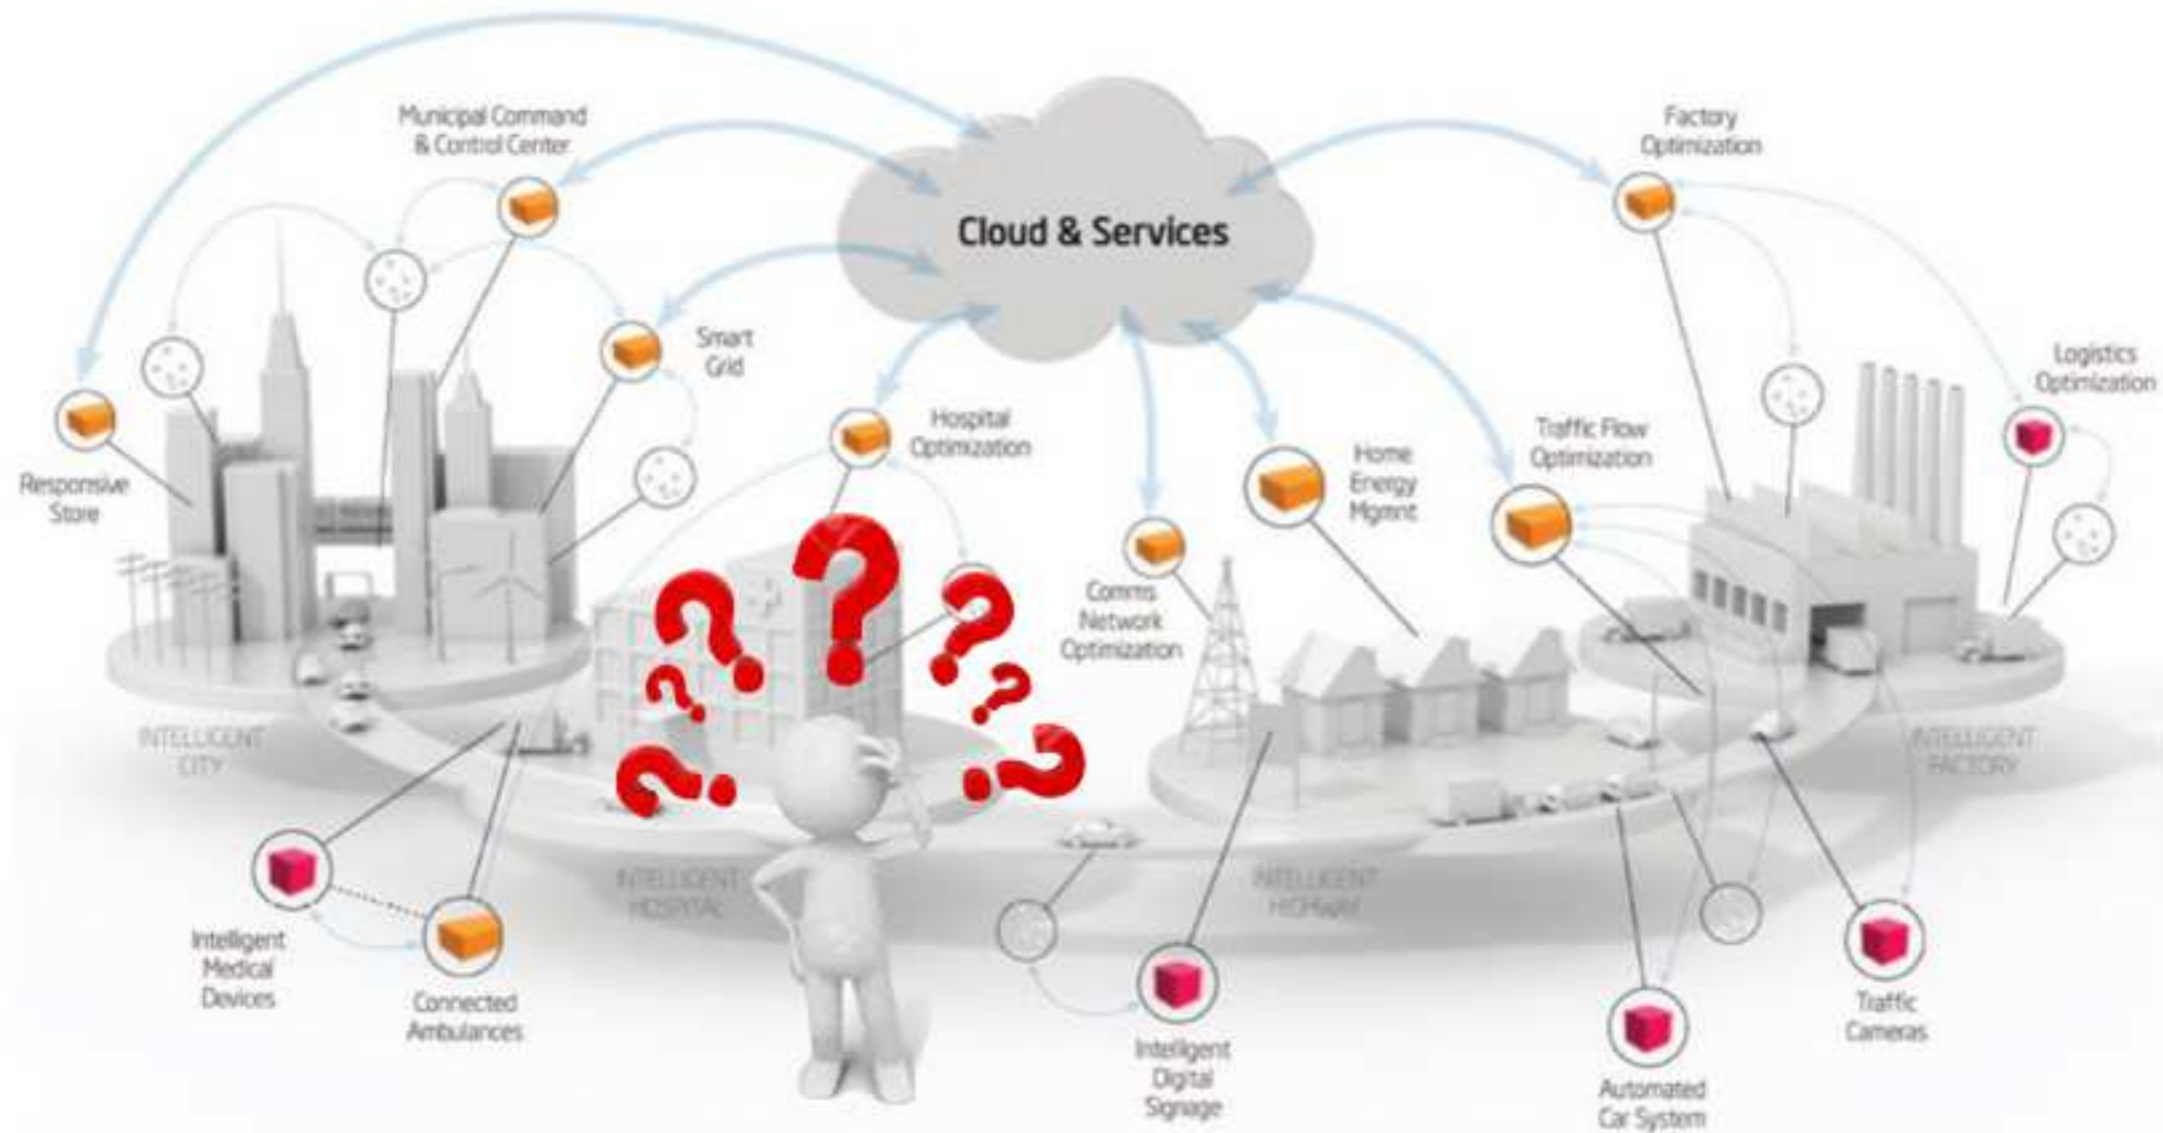 Municipal Command
& Control Center
Cloud & Services
Factory
Optimization
Smart
Grid
Logistics
Optimization
Responsive
Store
Hospital
Optimization
Home
Energy
Mgmnt
Traffic Flow
Optimization
Comms
Network
Optimization
INTELLIGENT
CITY
INTELLIGENT
FACTORY
INTELLIGENT
HOSPITAL
INTELLIGENT
HIGHWAY
Intelligent
Medical
Devices
Connected
Ambulances
Intelligent
Digital
Signage
Automated
Car System
Traffic
Cameras
? ? ? ? ? ? ?